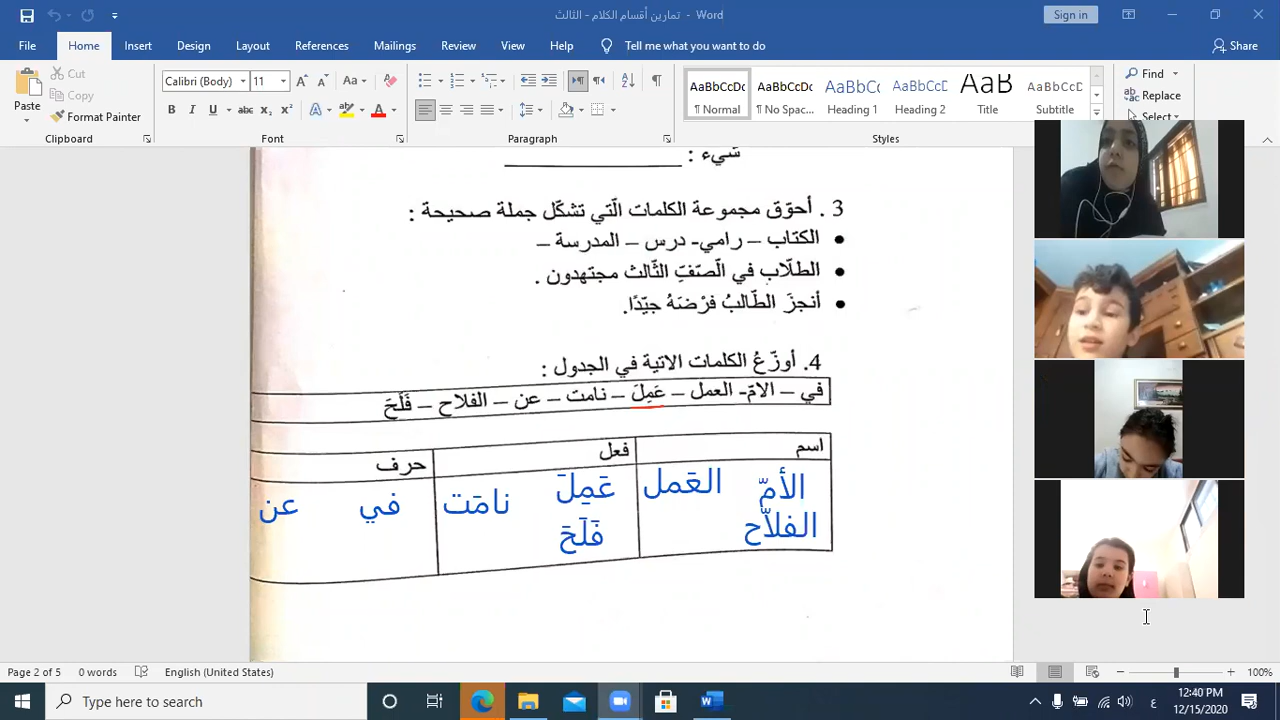 تمارين أقسام الكلام - الثالث - Word
Sign in
File Home Insert Design Layout References Mailings Review View Help Tell me what you want to do Share
Paste
Cut
Copy
Format Painter
Clipboard
Calibri (Body) 11
Font
Paragraph
AaBbCcDc AaBbCcDc AaBbCc AaBbCcC AaB AaBbCcD
¶ Normal ¶ No Spac... Heading 1 Heading 2 Title Subtitle
Styles
Find
Replace
Select
شيء : ____________
3 . أحوّق مجموعة الكلمات الّتي تشكّل جملة صحيحة :
• الكتاب – رامي- درس – المدرسة –
• الطلّاب في الّصّفِ الثّالث مجتهدون .
• أنجزَ الطّالبُ فرْضَهُ جيّدًا.
4. أوزّعُ الكلمات الاتية في الجدول :
في – الامّ- العمل – عَمِلَ – نامت – عن – الفلاح – فَلَحَ
اسم فعل حرف
الأمّ العَمل عَمِلَ نامَت في عن
الفلاّح فَلَحَ
Page 2 of 5 0 words English (United States) 100%
Type here to search
ع
12:40 PM
12/15/2020